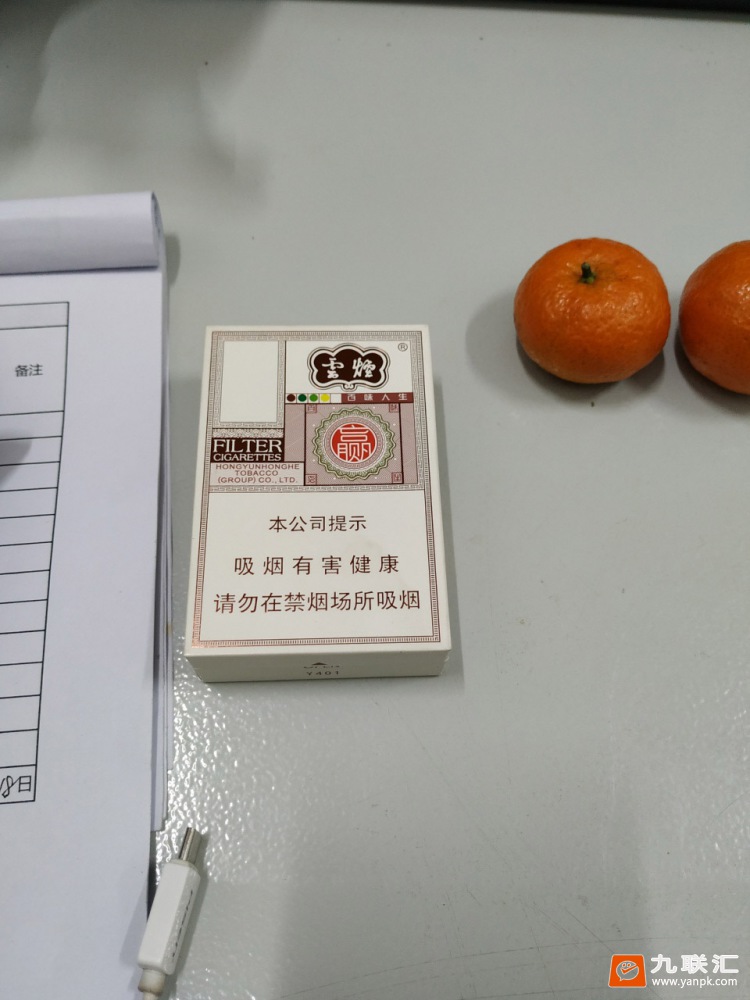 备注
雲煙®
百味人生
赢
FILTER
CIGARETTES
HONGYUNHONGHE
TOBACCO
(GROUP) CO., LTD.
本公司提示
吸烟有害健康
请勿在禁烟场所吸烟
Y401
日
九联汇
www.yanpk.com